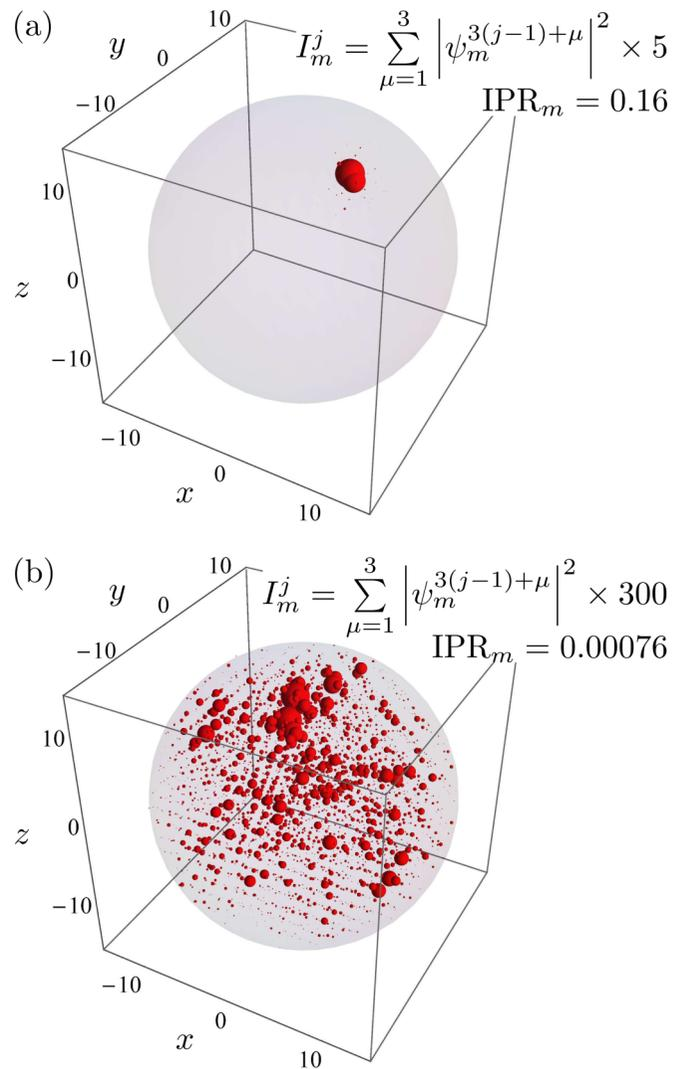 (a)
I_m^j = \sum_{\mu=1}^{3} |\psi_m^{3(j-1)+\mu}|^2 × 5
IPR_m = 0.16
10
y
0
−10
10
z
0
−10
−10
0
x
10
(b)
I_m^j = \sum_{\mu=1}^{3} |\psi_m^{3(j-1)+\mu}|^2 × 300
IPR_m = 0.00076
10
y
0
−10
10
z
0
−10
−10
0
x
10